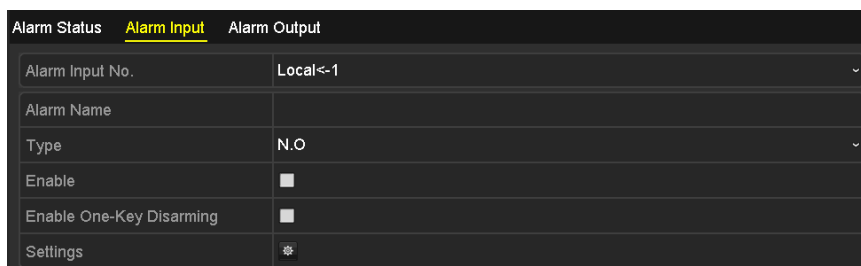 Alarm Status Alarm Input Alarm Output
Alarm Input No. Local<-1
Alarm Name
Type N.O
Enable
Enable One-Key Disarming
Settings